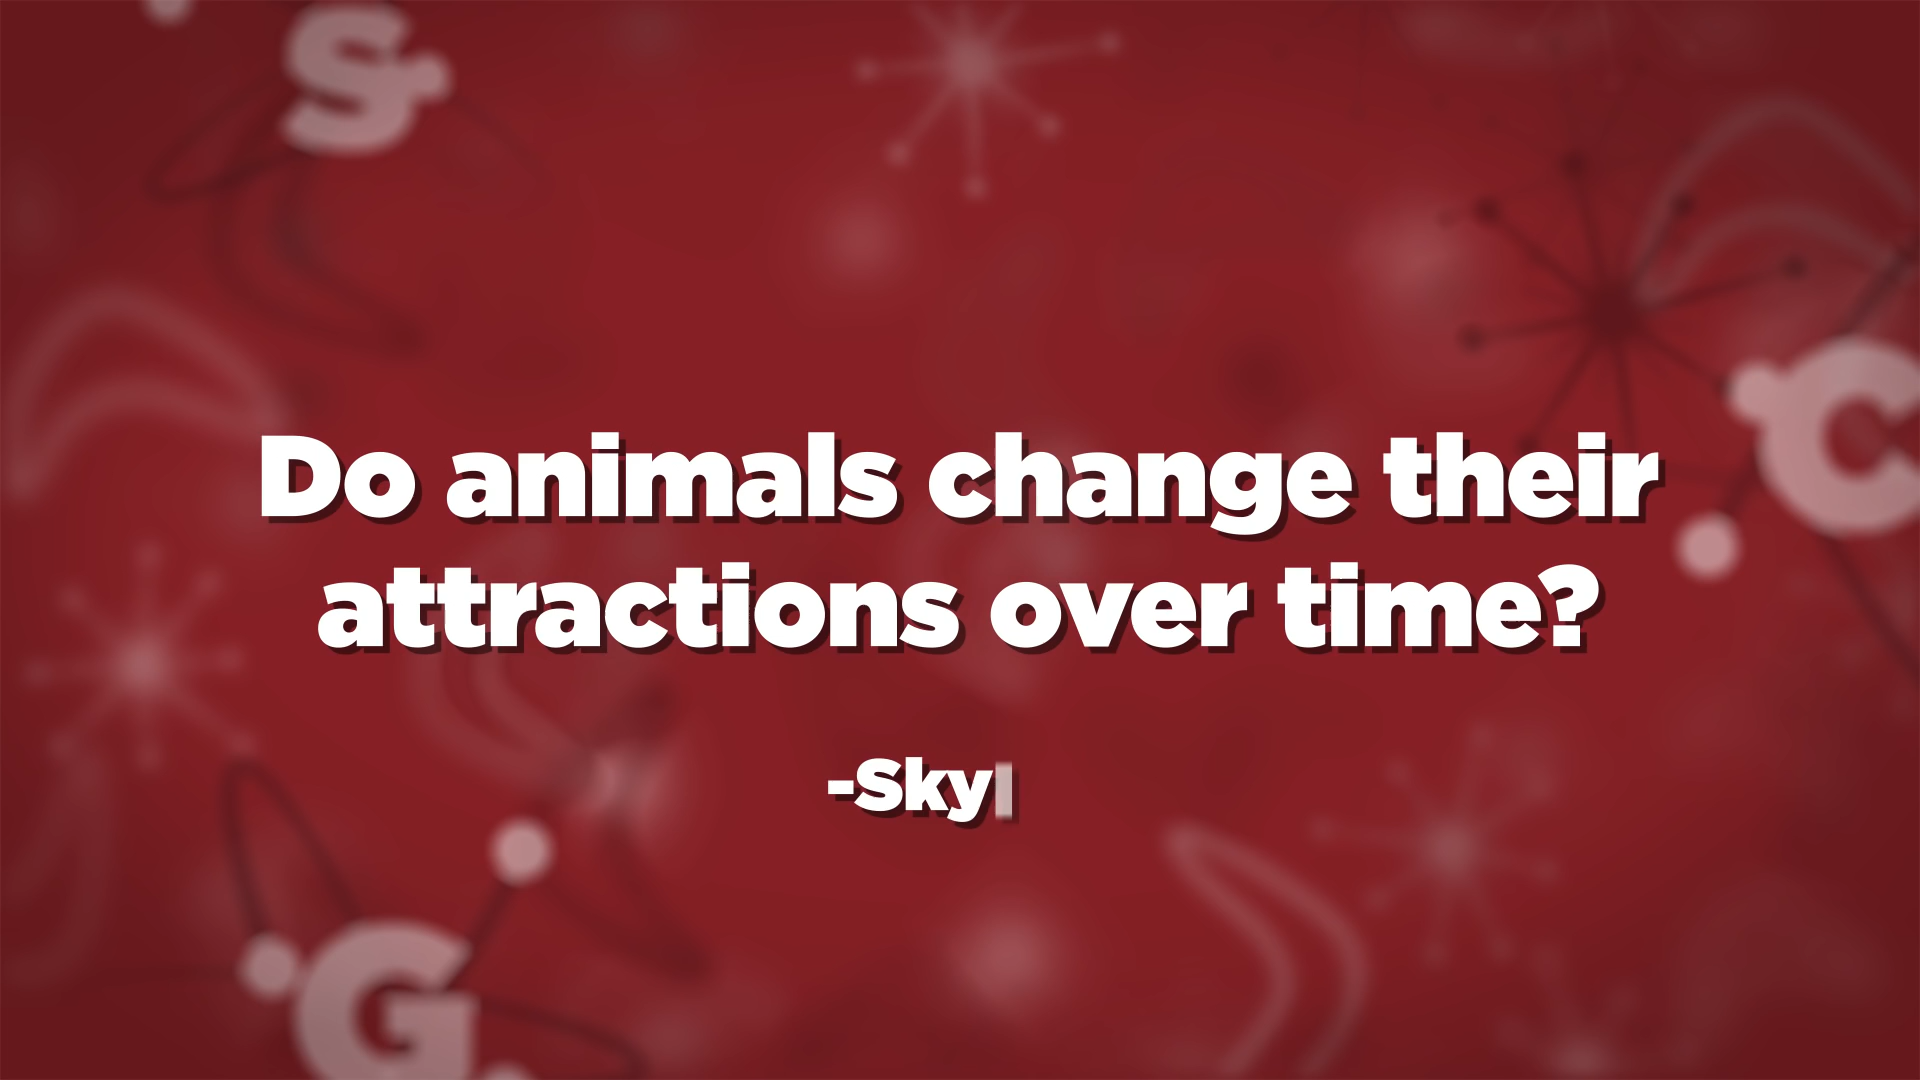 S
C
Do animals change their
attractions over time?
-Sky
G